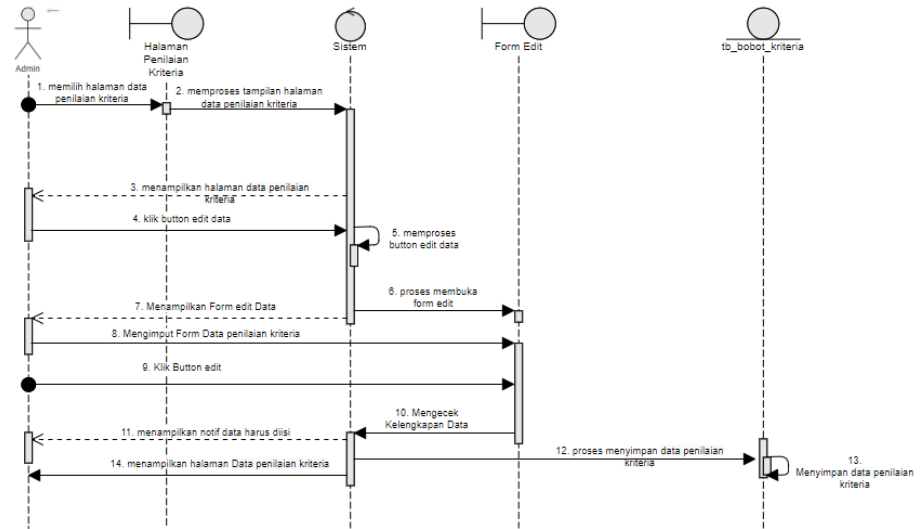 Admin
Halaman
Penilaian
Kriteria
Sistem
Form Edit
tb_bobot_kriteria
1. memilih halaman data
penilaian kriteria
2. memproses tampilan halaman
data penilaian kriteria
3. menampilkan halaman data penilaian
kriteria
4. klik button edit data
5. memproses
button edit data
6. proses membuka
form edit
7. Menampilkan Form edit Data
8. Mengimput Form Data penilaian kriteria
9. Klik Button edit
10. Mengecek
Kelengkapan Data
11. menampilkan notif data harus diisi
12. proses menyimpan data penilaian
kriteria
13.
Menyimpan data penilaian
kriteria
14. menampilkan halaman Data penilaian kriteria